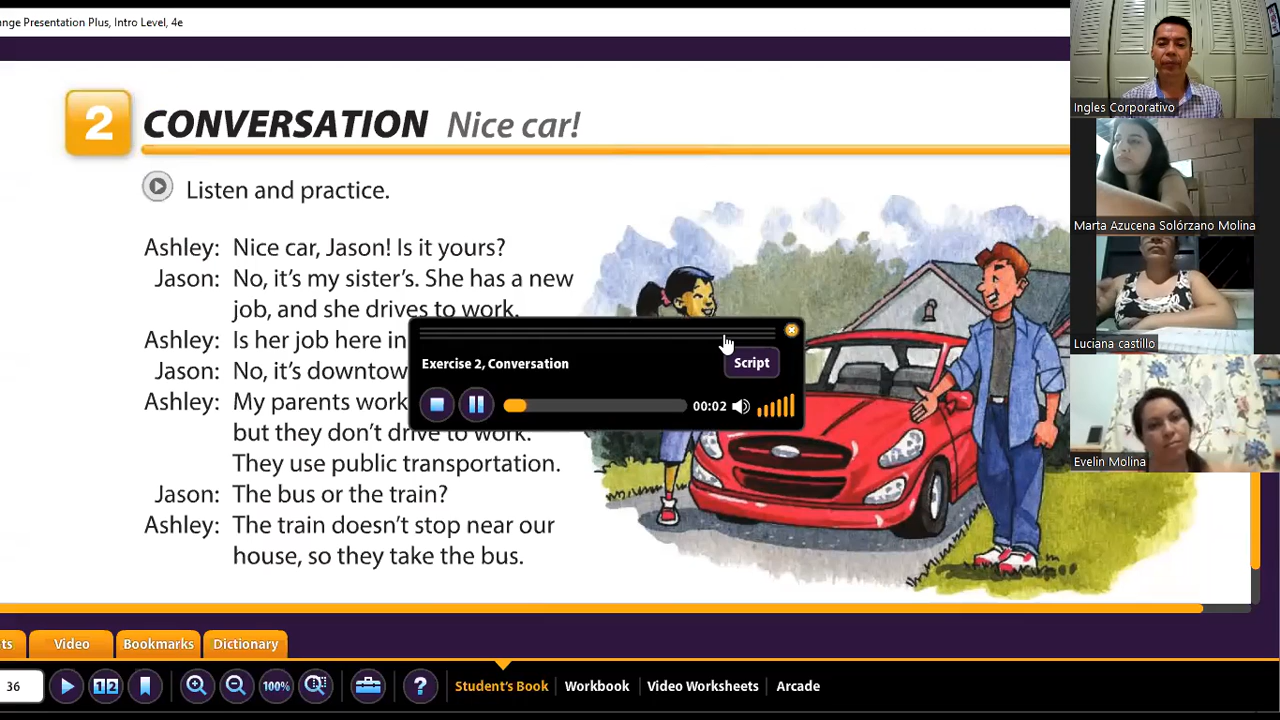 nge Presentation Plus, Intro Level, 4e
2 CONVERSATION Nice car!
Listen and practice.
Ashley: Nice car, Jason! Is it yours?
Jason: No, it's my sister's. She has a new
job, and she drives to work.
Ashley: Is her job here in
Jason: No, it's downtow
Ashley: My parents work
but they don't drive to work.
They use public transportation.
Jason: The bus or the train?
Ashley: The train doesn't stop near our
house, so they take the bus.
Exercise 2, Conversation
Script
00:02
Ingles Corporativo
Marta Azucena Solórzano Molina
Luciana castillo
Evelin Molina
ts Video Bookmarks Dictionary
36 12 100% ? Student's Book Workbook Video Worksheets Arcade